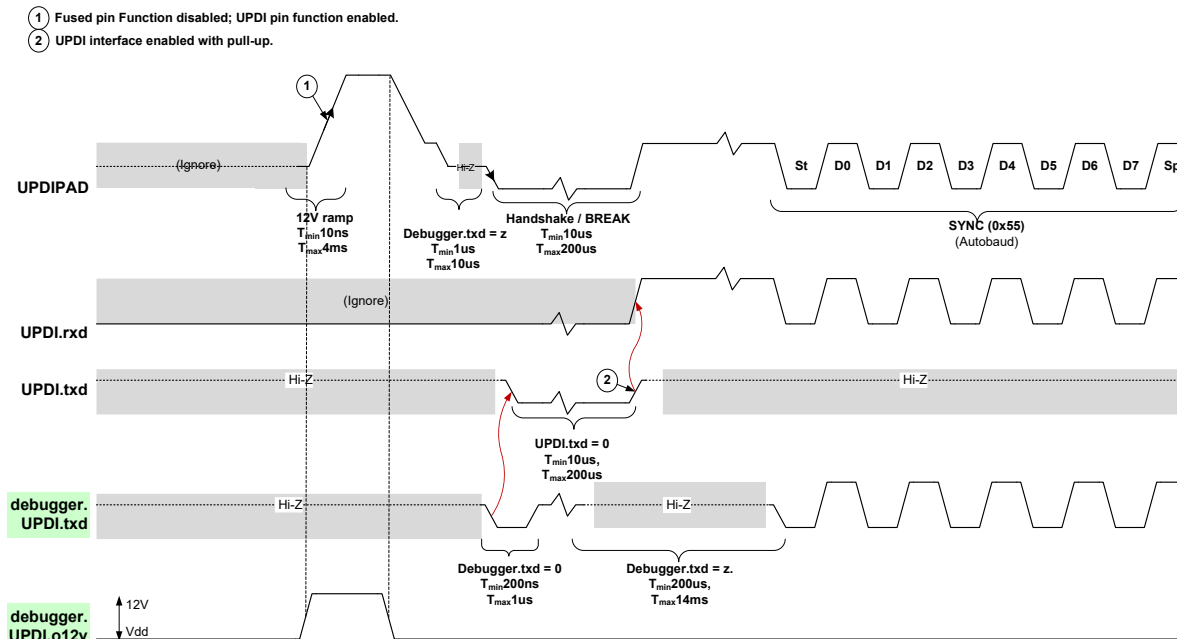 1 Fused pin Function disabled; UPDI pin function enabled.
2 UPDI interface enabled with pull-up.
1
(Ignore)
Hi-Z
St D0 D1 D2 D3 D4 D5 D6 D7 Sp
UPDIPAD
12V ramp
Tmin10ns
Tmax4ms
Debugger.txd = z
Tmin1us
Tmax10us
Handshake / BREAK
Tmin10us
Tmax200us
SYNC (0x55)
(Autobaud)
(Ignore)
UPDI.rxd
UPDI.txd
Hi-Z
2
Hi-Z
UPDI.txd = 0
Tmin10us,
Tmax200us
debugger.
UPDI.txd
Hi-Z
Hi-Z
Debugger.txd = 0
Tmin200ns
Tmax1us
Debugger.txd = z.
Tmin200us,
Tmax14ms
debugger.
UPDI.o12v
12V
Vdd